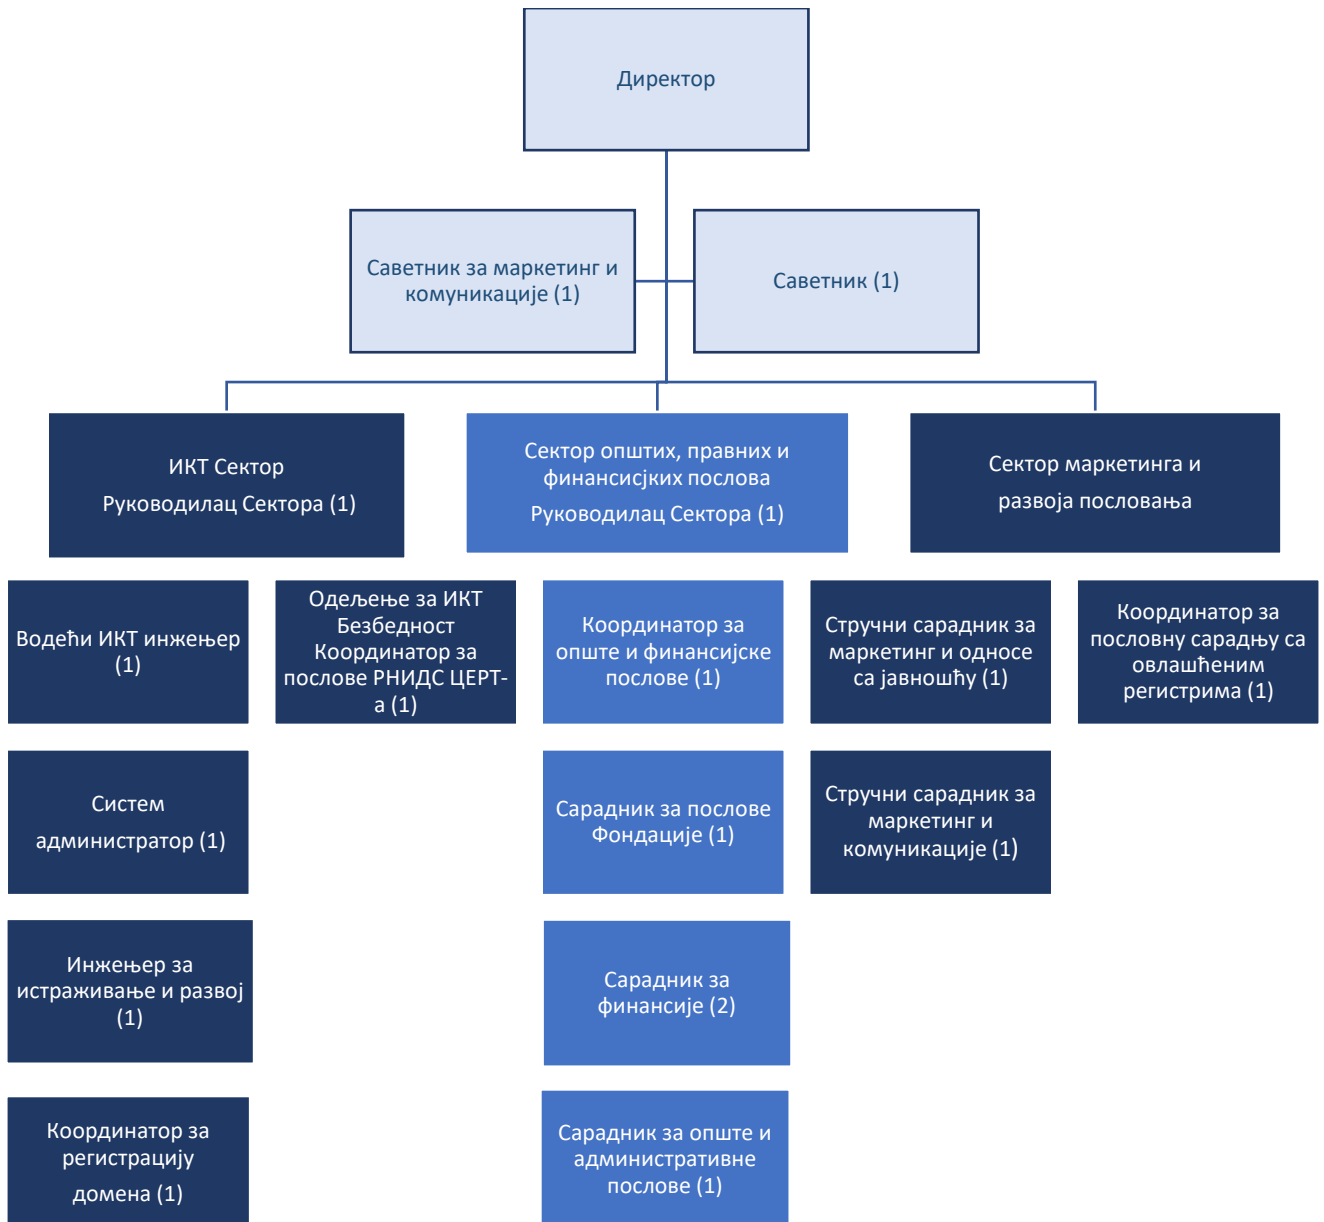 Директор
Саветник за маркетинг и
комуникације (1)
Саветник (1)
ИКТ Сектор
Руководилац Сектора (1)
Сектор општих, правних и
финансисјких послова
Руководилац Сектора (1)
Сектор маркетинга и
развоја пословања
Водећи ИКТ инжењер
(1)
Одељење за ИКТ
Безбедност
Координатор за
послове РНИДС ЦЕРТ-
а (1)
Координатор за
опште и финансијске
послове (1)
Стручни сарадник за
маркетинг и односе
са јавношћу (1)
Координатор за
пословну сарадњу са
овлашћеним
регистрима (1)
Систем
администратор (1)
Сарадник за послове
Фондације (1)
Стручни сарадник за
маркетинг и
комуникације (1)
Инжењер за
истраживање и развој
(1)
Сарадник за
финансије (2)
Координатор за
регистрацију
домена (1)
Сарадник за опште и
административне
послове (1)